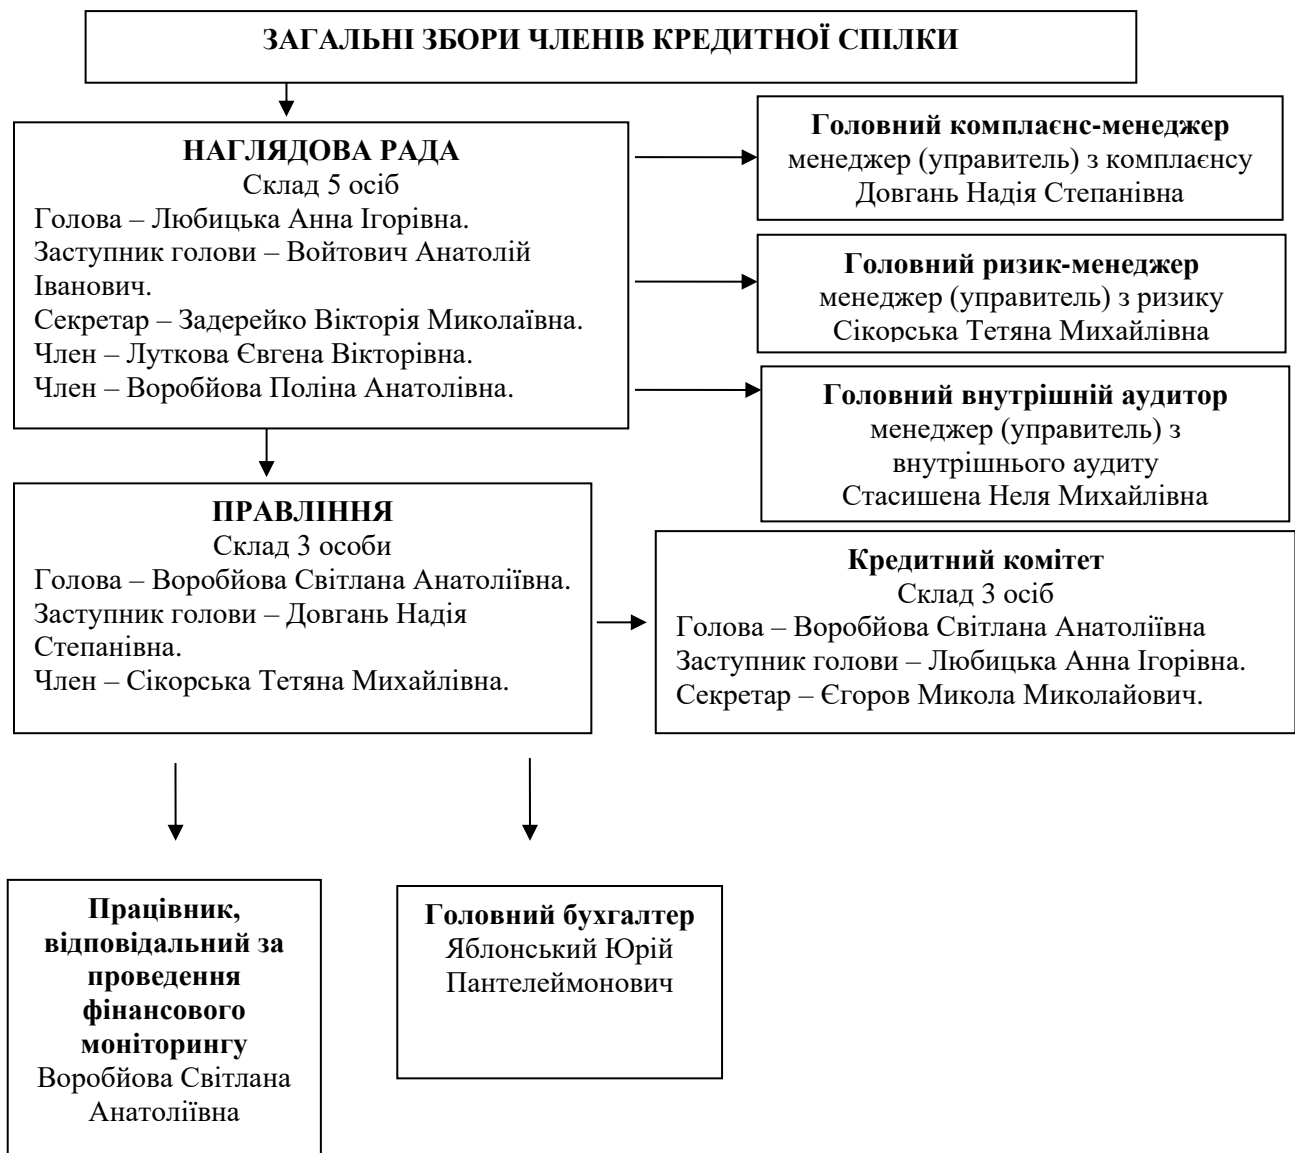 ЗАГАЛЬНІ ЗБОРИ ЧЛЕНІВ КРЕДИТНОЇ СПІЛКИ
НАГЛЯДОВА РАДА
Склад 5 осіб
Голова – Любицька Анна Ігорівна.
Заступник голови – Войтович Анатолій
Іванович.
Секретар – Задерейко Вікторія Миколаївна.
Член – Луткова Євгена Вікторівна.
Член – Воробйова Поліна Анатолівна.
Головний комплаєнс-менеджер
менеджер (управитель) з комплаєнсу
Довгань Надія Степанівна
Головний ризик-менеджер
менеджер (управитель) з ризику
Сікорська Тетяна Михайлівна
Головний внутрішній аудитор
менеджер (управитель) з
внутрішнього аудиту
Стасишена Неля Михайлівна
ПРАВЛІННЯ
Склад 3 особи
Голова – Воробйова Світлана Анатоліївна.
Заступник голови – Довгань Надія
Степанівна.
Член – Сікорська Тетяна Михайлівна.
Кредитний комітет
Склад 3 осіб
Голова – Воробйова Світлана Анатоліївна
Заступник голови – Любицька Анна Ігорівна.
Секретар – Єгоров Микола Миколайович.
Працівник,
відповідальний за
проведення
фінансового
моніторингу
Воробйова Світлана
Анатоліївна
Головний бухгалтер
Яблонський Юрій
Пантелеймонович